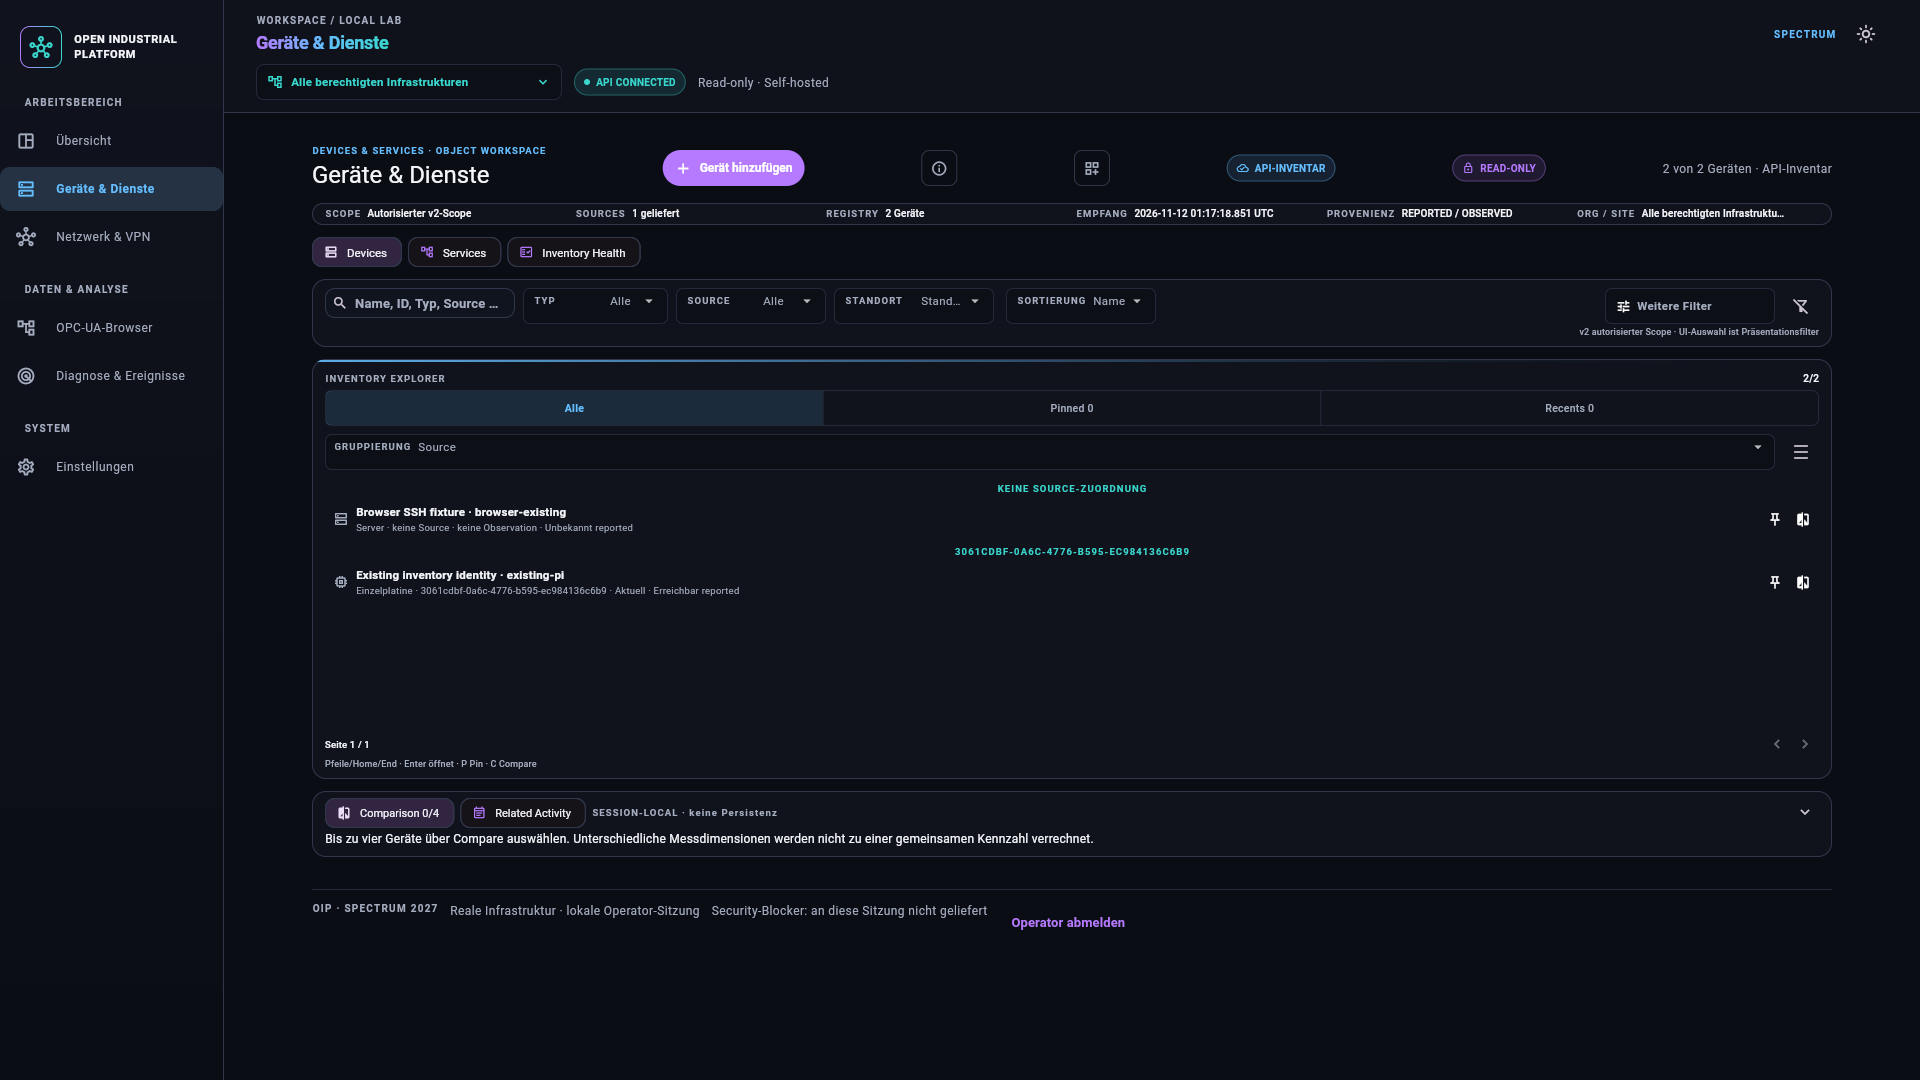 OPEN INDUSTRIAL
PLATFORM
ARBEITSBEREICH
Übersicht
Geräte & Dienste
Netzwerk & VPN
DATEN & ANALYSE
OPC-UA-Browser
Diagnose & Ereignisse
SYSTEM
Einstellungen
WORKSPACE / LOCAL LAB
Geräte & Dienste
SPECTRUM
Alle berechtigten Infrastrukturen
API CONNECTED
Read-only · Self-hosted
DEVICES & SERVICES · OBJECT WORKSPACE
Geräte & Dienste
Gerät hinzufügen
API-INVENTAR
READ-ONLY
2 von 2 Geräten · API-Inventar
SCOPE Autorisierter v2-Scope
SOURCES 1 geliefert
REGISTRY 2 Geräte
EMPFANG 2026-11-12 01:17:18.851 UTC
PROVENIENZ REPORTED / OBSERVED
ORG / SITE Alle berechtigten Infrastruktu...
Devices
Services
Inventory Health
Name, ID, Typ, Source ...
TYP Alle
SOURCE Alle
STANDORT Stand...
SORTIERUNG Name
Weitere Filter
v2 autorisierter Scope · UI-Auswahl ist Präsentationsfilter
INVENTORY EXPLORER
2/2
Alle
Pinned 0
Recents 0
GRUPPIERUNG Source
KEINE SOURCE-ZUORDNUNG
Browser SSH fixture · browser-existing
Server · keine Source · keine Observation · Unbekannt reported
3061CDBF-0A6C-4776-B595-EC984136C6B9
Existing inventory identity · existing-pi
Einzelplatine · 3061cdbf-0a6c-4776-b595-ec984136c6b9 · Aktuell · Erreichbar reported
Seite 1 / 1
Pfeile/Home/End · Enter öffnet · P Pin · C Compare
Comparison 0/4
Related Activity
SESSION-LOCAL · keine Persistenz
Bis zu vier Geräte über Compare auswählen. Unterschiedliche Messdimensionen werden nicht zu einer gemeinsamen Kennzahl verrechnet.
OIP · SPECTRUM 2027
Reale Infrastruktur · lokale Operator-Sitzung
Security-Blocker: an diese Sitzung nicht geliefert
Operator abmelden